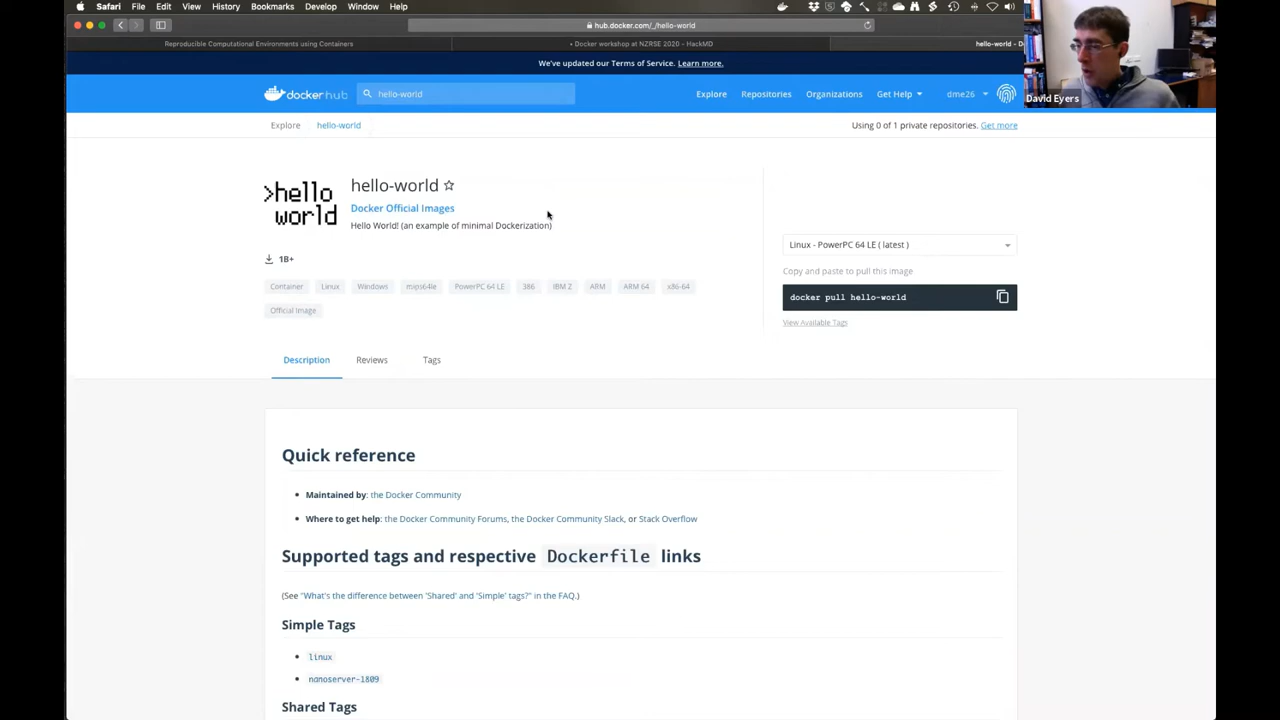 Safari File Edit View History Bookmarks Develop Window Help
hub.docker.com/_/hello-world
Reproducible Computational Environments using Containers
• Docker workshop at NZRSE 2020 - HackMD
hello-world - D
David Eyers
We've updated our Terms of Service. Learn more.
dockerhub
hello-world
Explore Repositories Organizations Get Help dme26
Explore hello-world
Using 0 of 1 private repositories. Get more
>hello
world
hello-world
Docker Official Images
Hello World! (an example of minimal Dockerization)
1B+
Container Linux Windows mips64le PowerPC 64 LE 386 IBM Z ARM ARM 64 x86-64
Official Image
Linux - PowerPC 64 LE ( latest )
Copy and paste to pull this image
docker pull hello-world
View Available Tags
Description Reviews Tags
Quick reference
• Maintained by: the Docker Community
• Where to get help: the Docker Community Forums, the Docker Community Slack, or Stack Overflow
Supported tags and respective Dockerfile links
(See "What's the difference between 'Shared' and 'Simple' tags?" in the FAQ.)
Simple Tags
• linux
• nanoserver-1809
Shared Tags